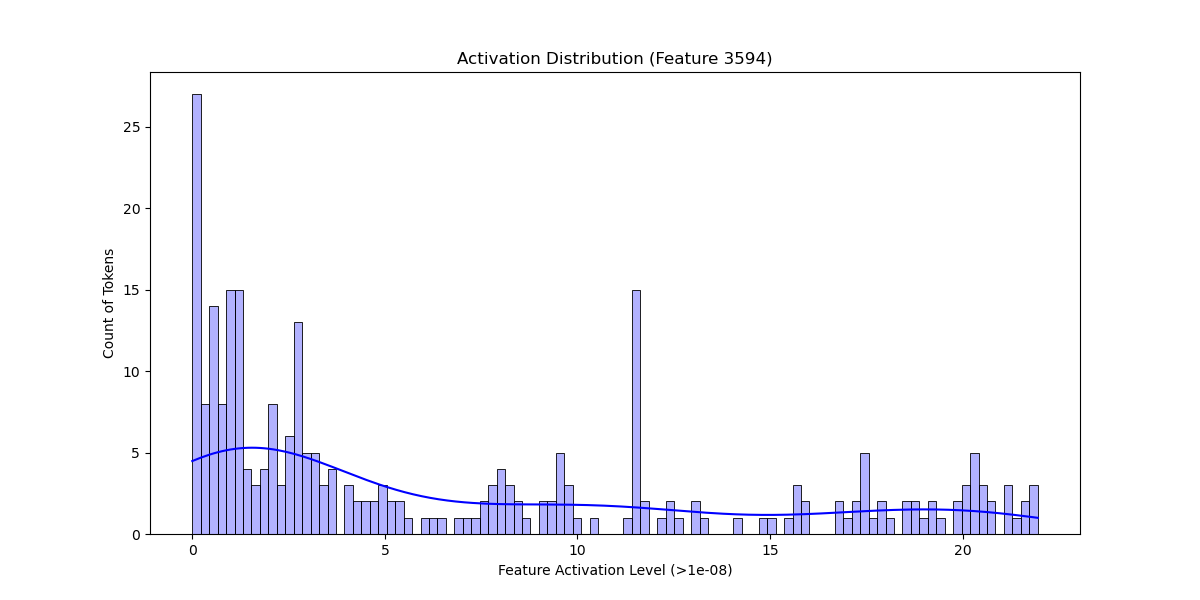 Activation Distribution (Feature 3594)
Count of Tokens
25
20
15
10
5
0
0 5 10 15 20
Feature Activation Level (>1e-08)